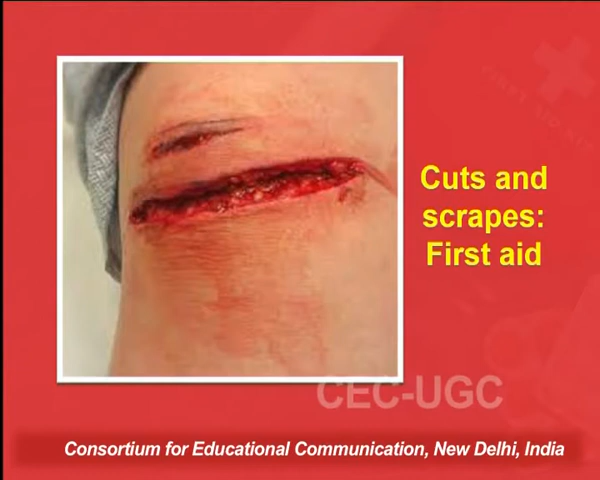 Cuts and
scrapes:
First aid
CEC-UGC
Consortium for Educational Communication, New Delhi, India